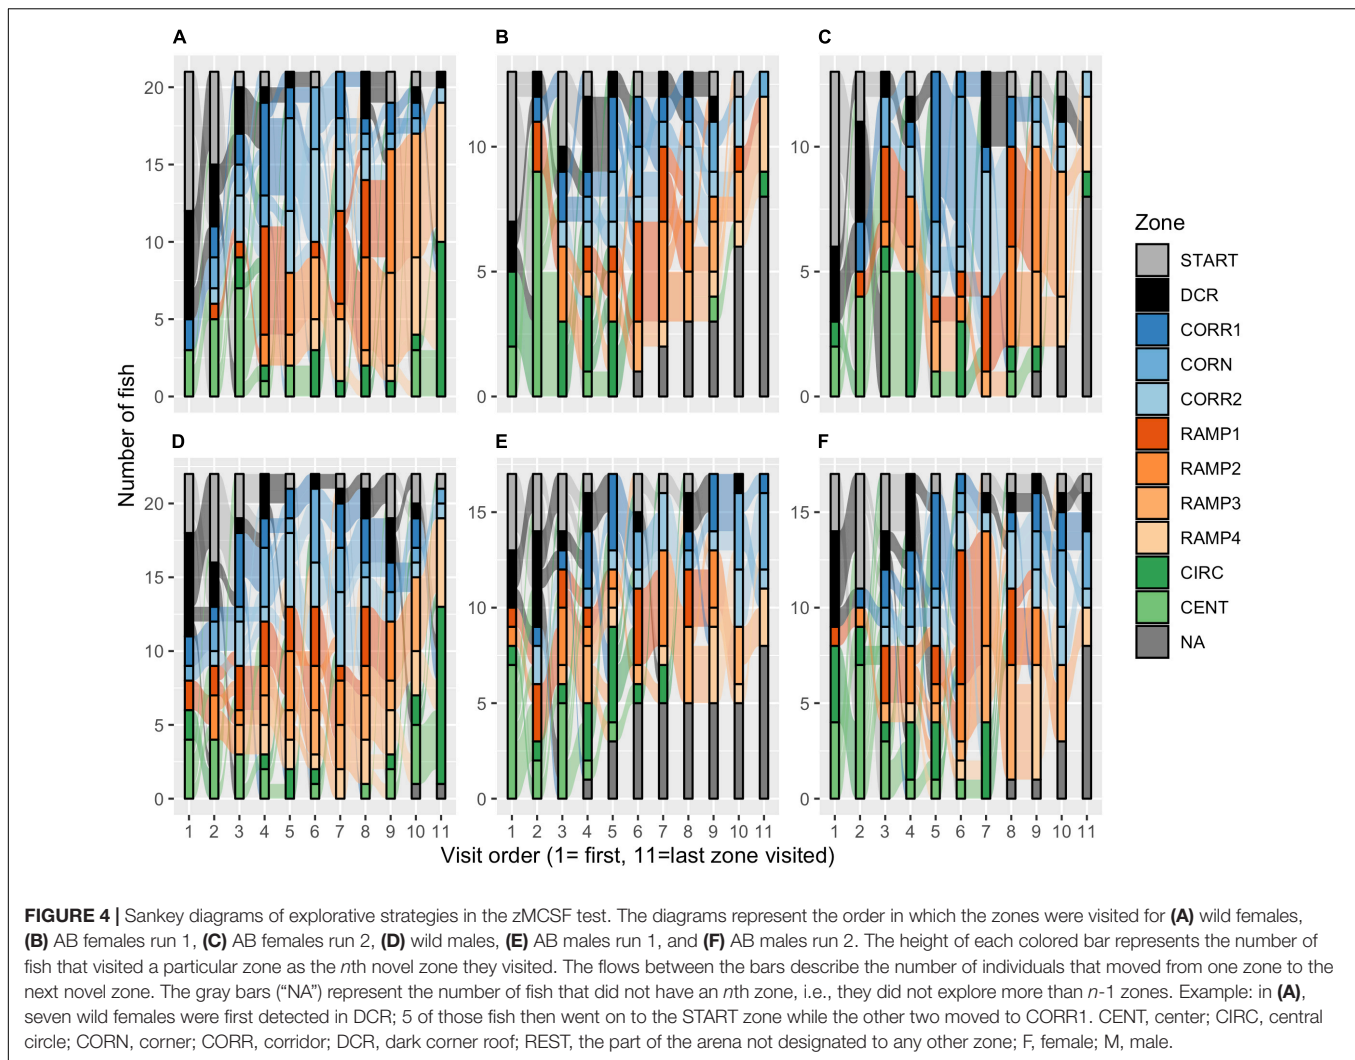 A
B
C
20
15
10
5
0
10
5
0
10
5
0
Number of fish
D
E
F
20
15
10
5
0
15
10
5
0
15
10
5
0
1 2 3 4 5 6 7 8 9 10 11
1 2 3 4 5 6 7 8 9 10 11
1 2 3 4 5 6 7 8 9 10 11
Visit order (1= first, 11=last zone visited)
Zone
START
DCR
CORR1
CORN
CORR2
RAMP1
RAMP2
RAMP3
RAMP4
CIRC
CENT
NA
FIGURE 4 | Sankey diagrams of explorative strategies in the zMCSF test. The diagrams represent the order in which the zones were visited for (A) wild females,
(B) AB females run 1, (C) AB females run 2, (D) wild males, (E) AB males run 1, and (F) AB males run 2. The height of each colored bar represents the number of
fish that visited a particular zone as the nth novel zone they visited. The flows between the bars describe the number of individuals that moved from one zone to the
next novel zone. The gray bars (“NA”) represent the number of fish that did not have an nth zone, i.e., they did not explore more than n-1 zones. Example: in (A),
seven wild females were first detected in DCR; 5 of those fish then went on to the START zone while the other two moved to CORR1. CENT, center; CIRC, central
circle; CORN, corner; CORR, corridor; DCR, dark corner roof; REST, the part of the arena not designated to any other zone; F, female; M, male.